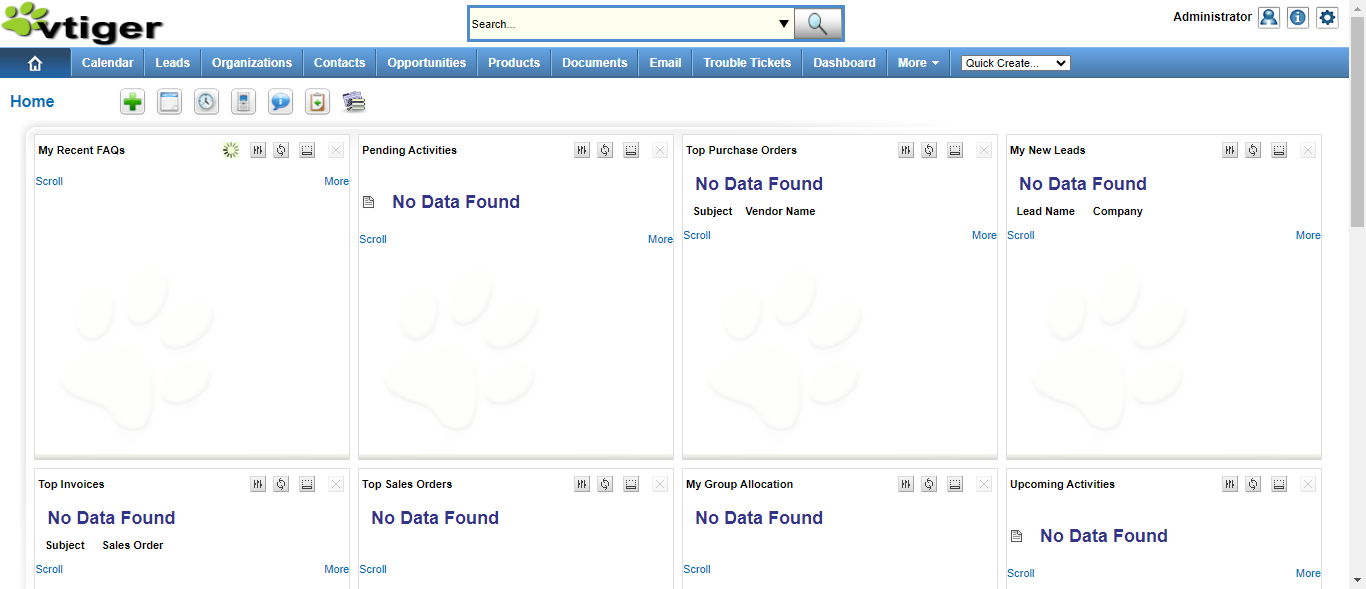 vtiger
Search...
Administrator
Calendar Leads Organizations Contacts Opportunities Products Documents Email Trouble Tickets Dashboard More Quick Create...
Home
My Recent FAQs
Scroll More
Pending Activities
No Data Found
Scroll More
Top Purchase Orders
No Data Found
Subject Vendor Name
Scroll More
My New Leads
No Data Found
Lead Name Company
Scroll More
Top Invoices
No Data Found
Subject Sales Order
Scroll More
Top Sales Orders
No Data Found
Scroll
My Group Allocation
No Data Found
Scroll
Upcoming Activities
No Data Found
Scroll More